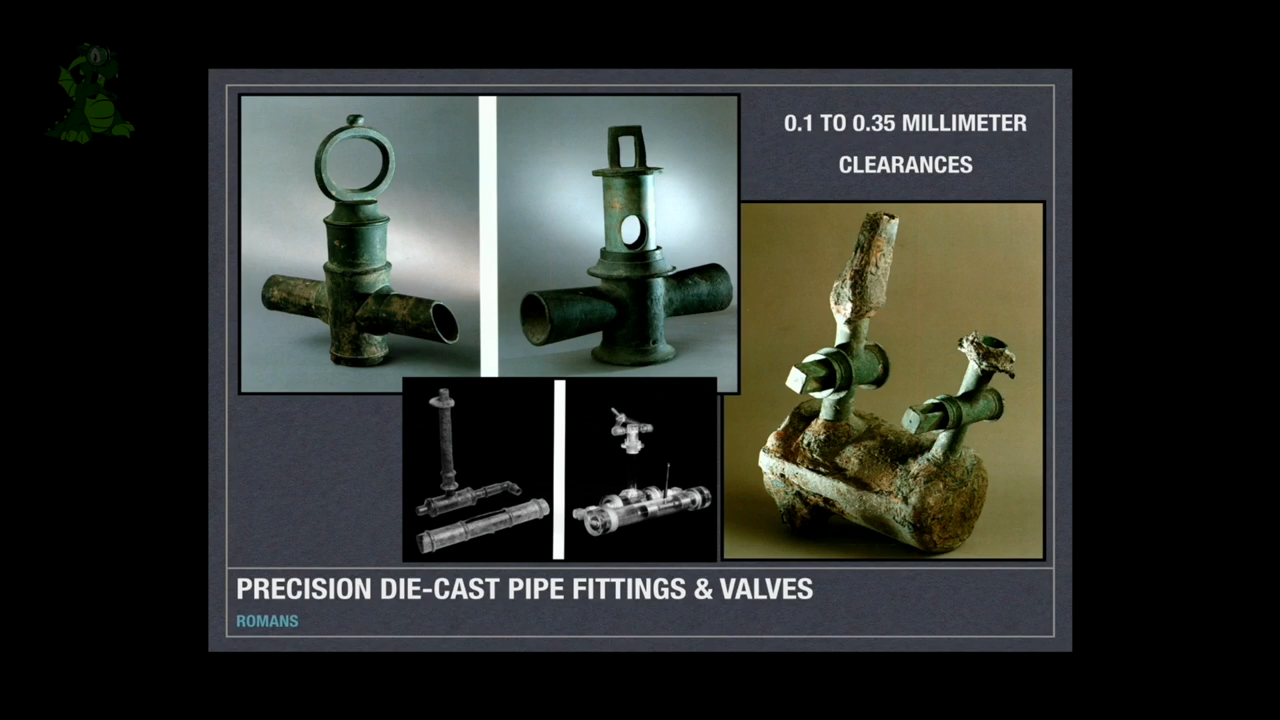 0.1 TO 0.35 MILLIMETER
CLEARANCES
PRECISION DIE-CAST PIPE FITTINGS & VALVES
ROMANS